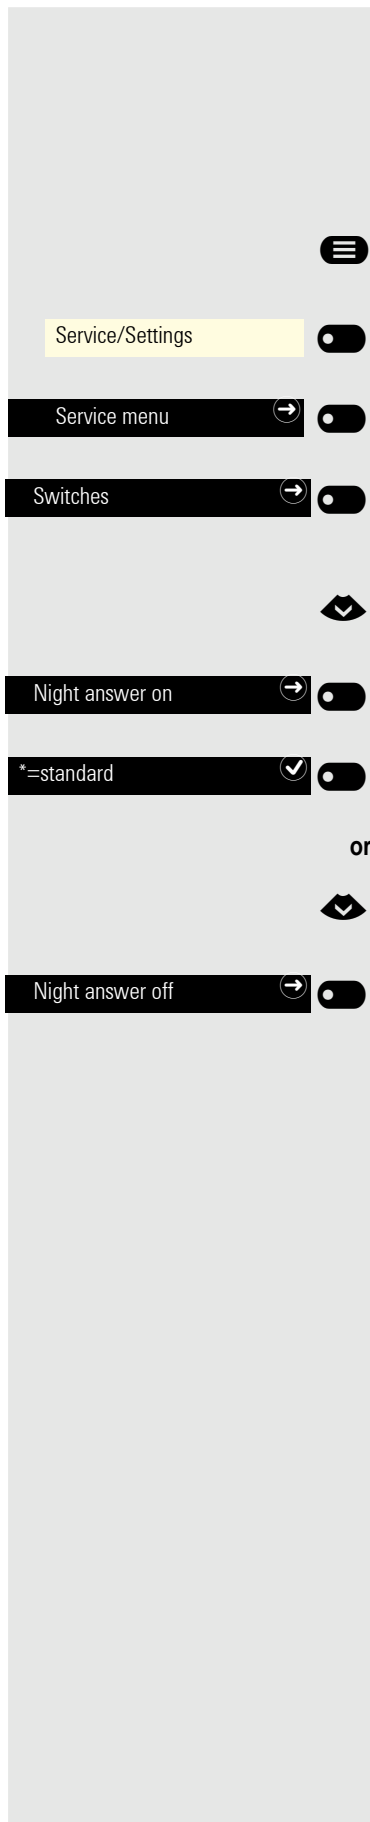 Service/Settings
Service menu
Switches
Night answer on
*=standard
or
Night answer off